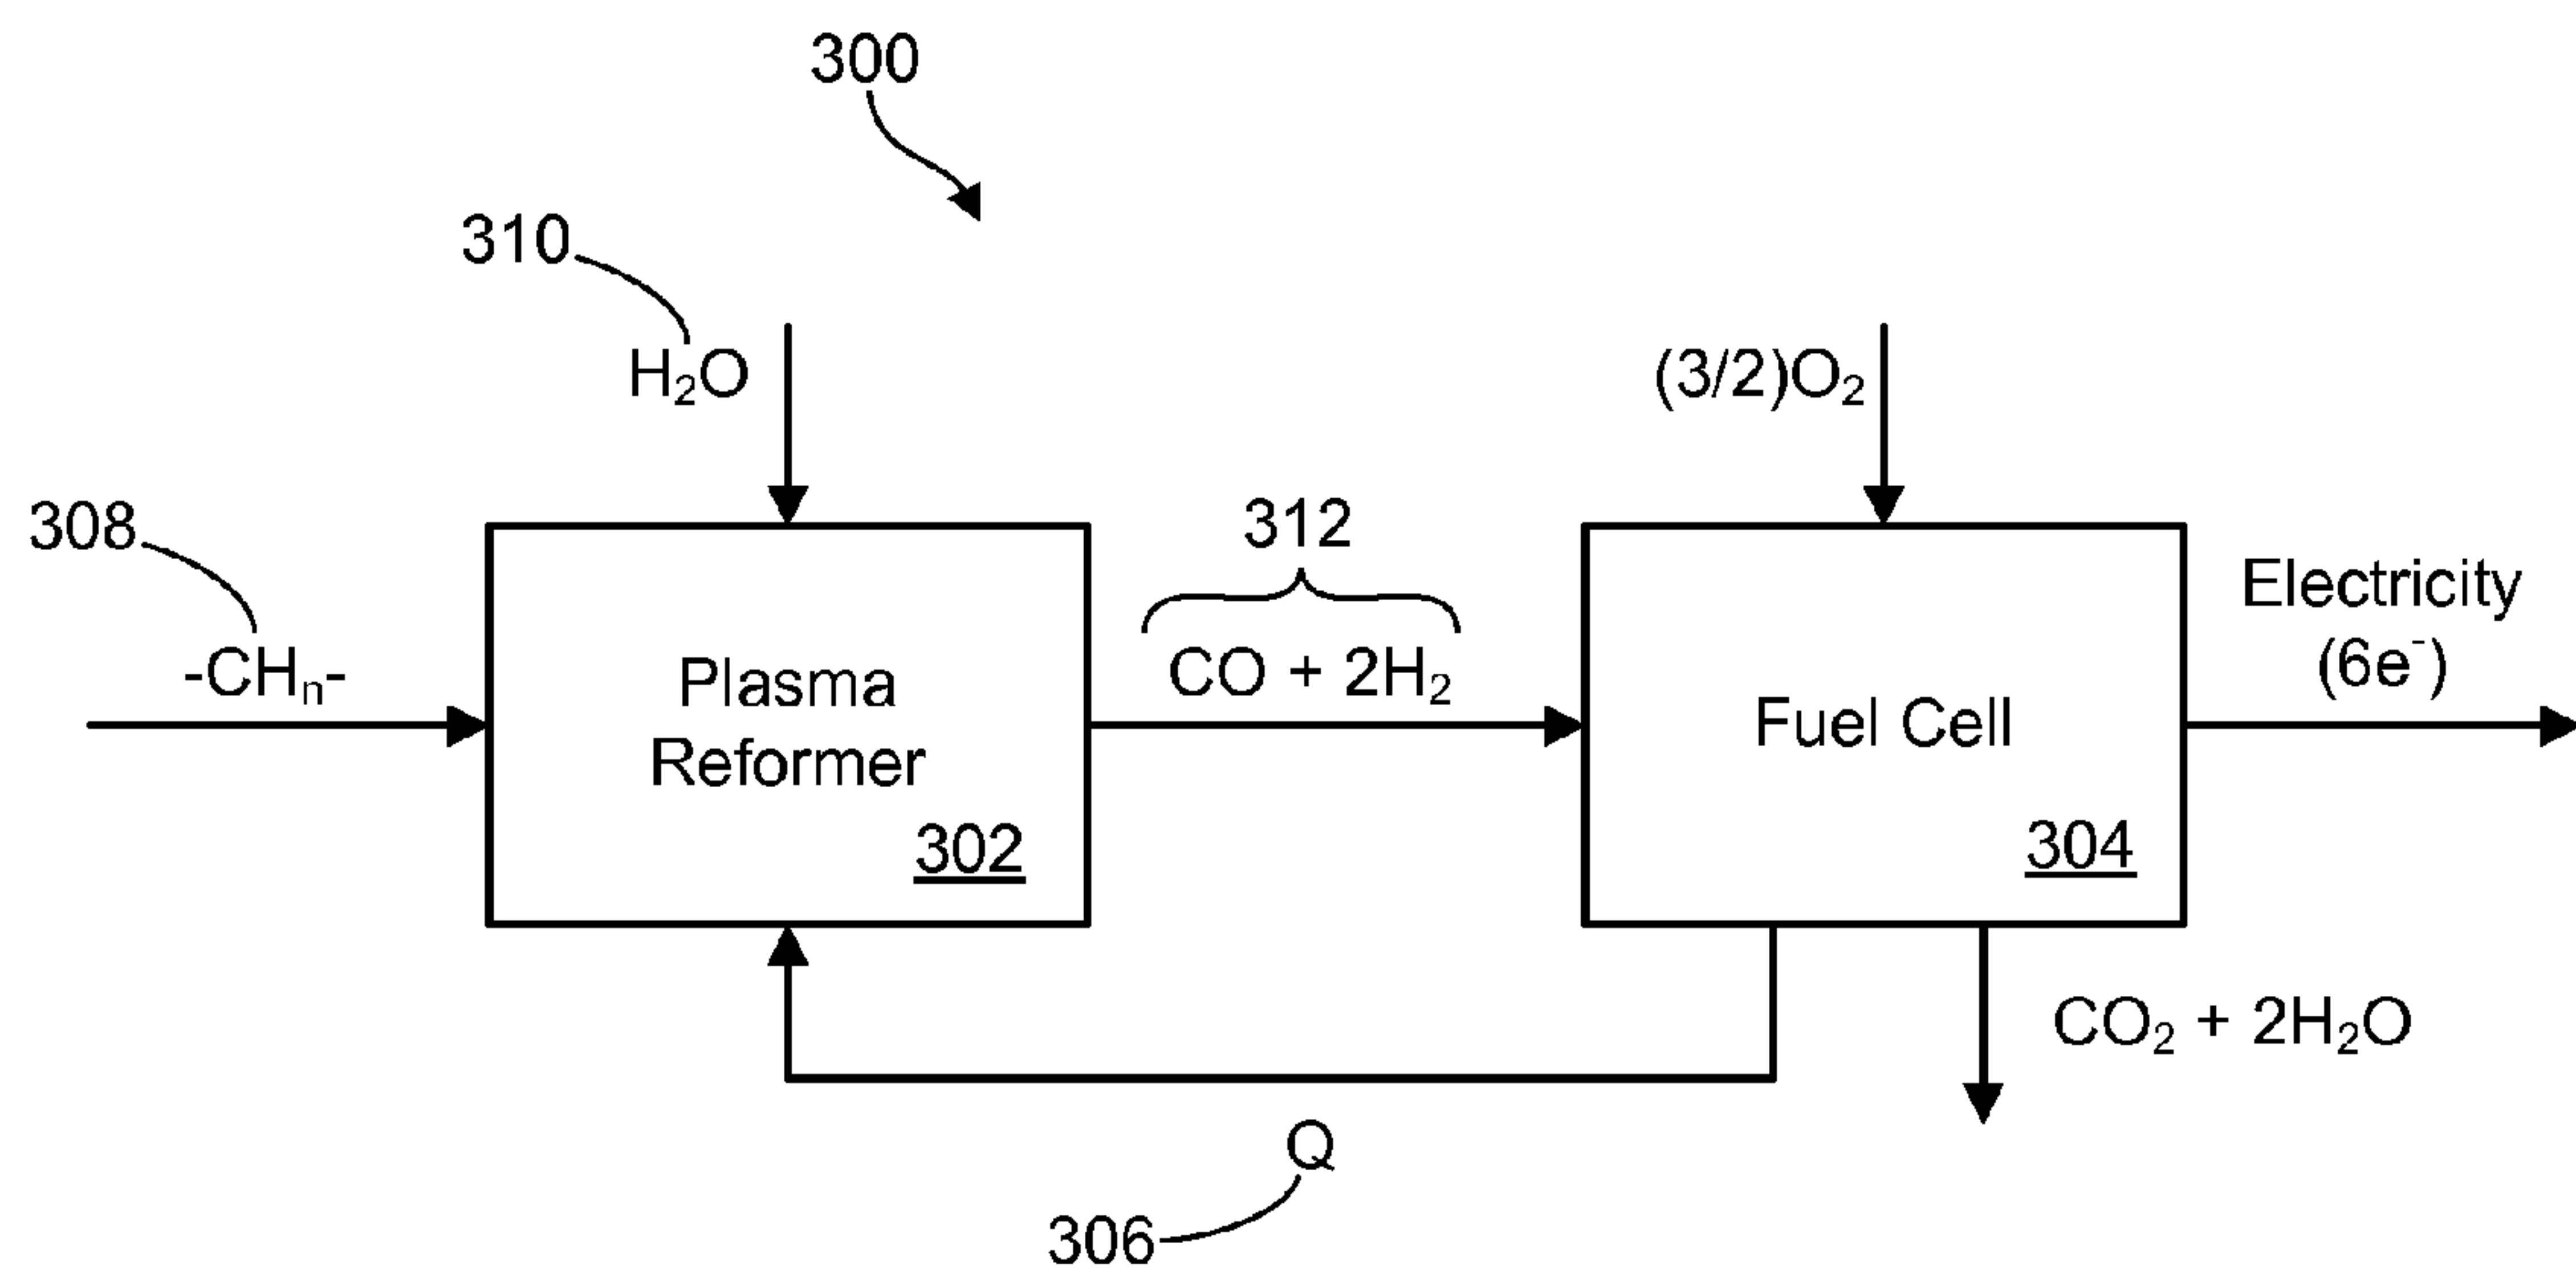 300
310
H₂O
(3/2)O₂
308
-CHₙ-
312
CO + 2H₂
Plasma
Reformer
302
Fuel Cell
304
Electricity
(6e⁻)
CO₂ + 2H₂O
Q
306